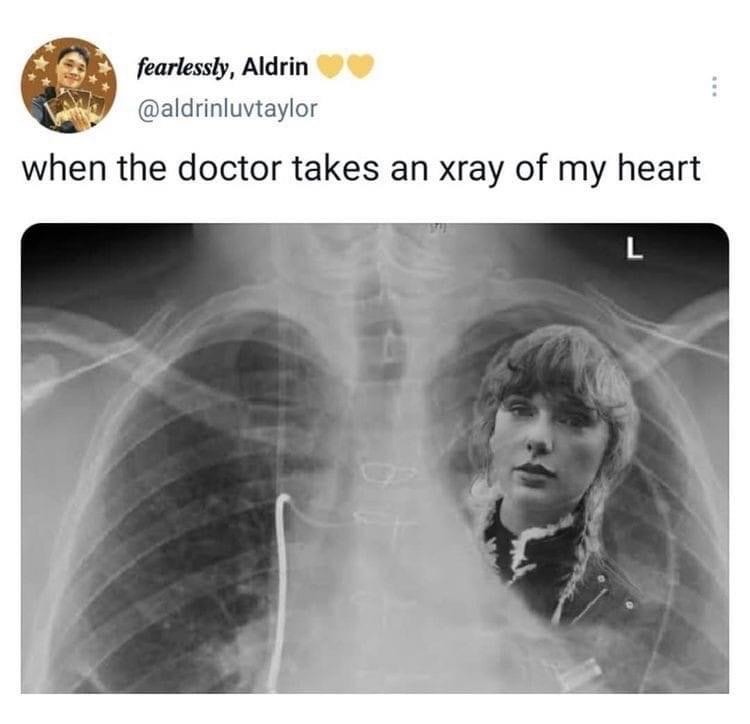 fearlessly, Aldrin 💛💛
@aldrinluvtaylor
when the doctor takes an xray of my heart
L